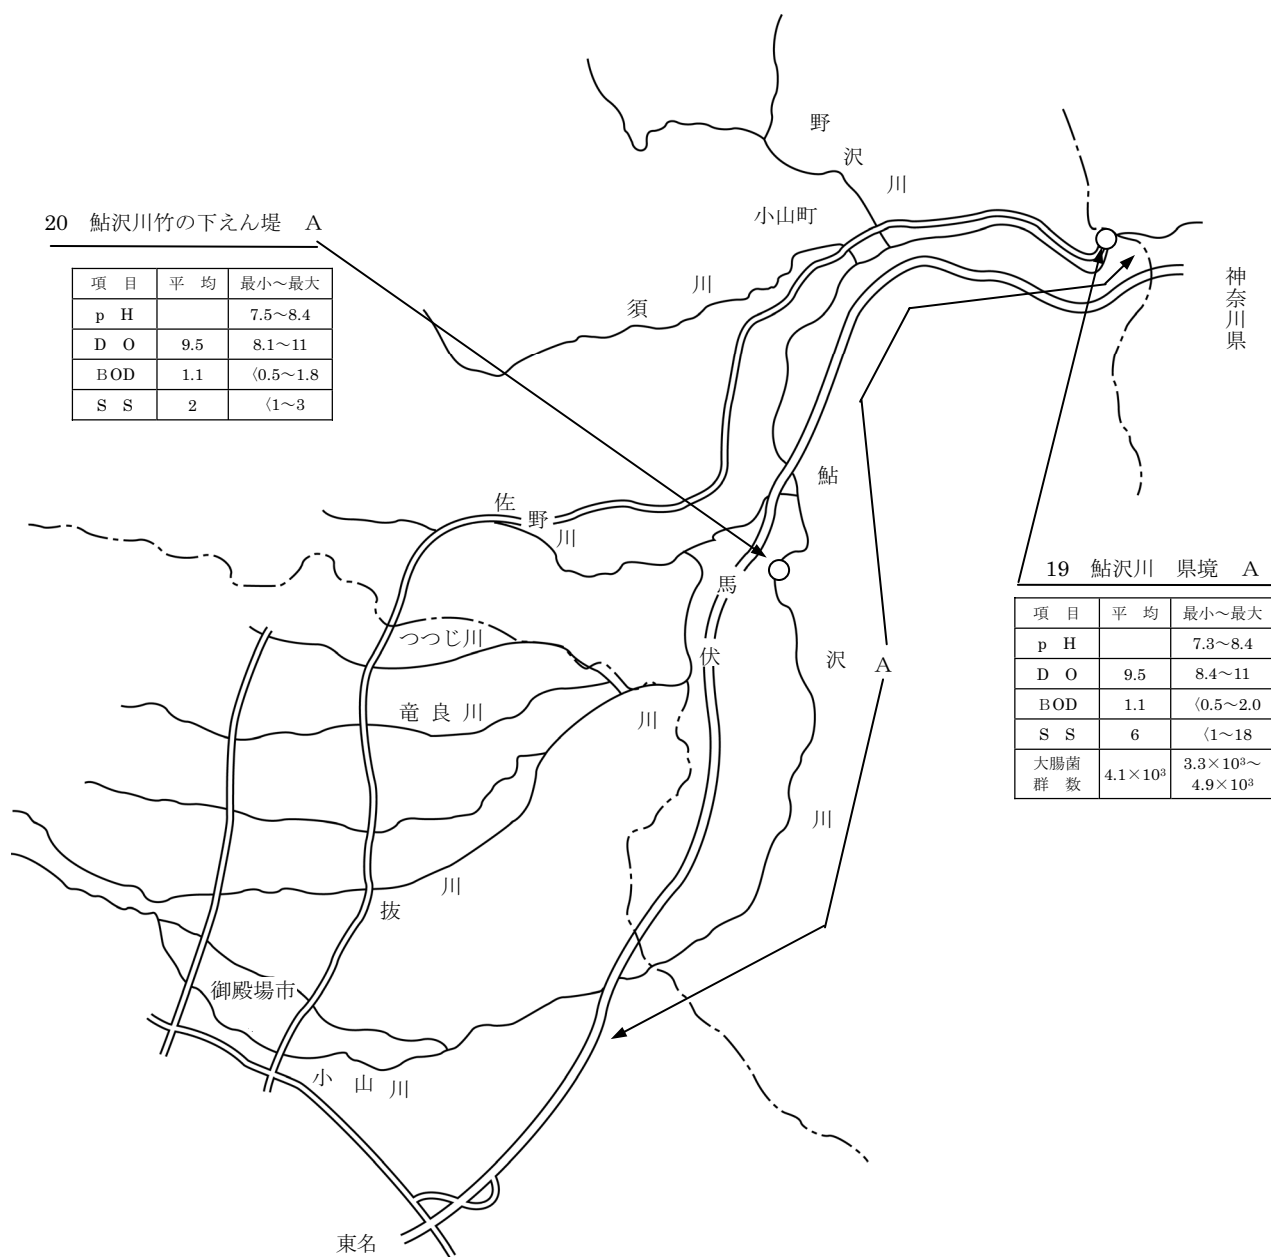 野沢川
小山町
20 鮎沢川竹の下えん堤 A
項 目 平 均 最小～最大
p H 7.5～8.4
D O 9.5 8.1～11
BOD 1.1 〈0.5～1.8
S S 2 〈1～3
須川
神奈川県
鮎沢川
佐野川
19 鮎沢川 県境 A
項 目 平 均 最小～最大
p H 7.3～8.4
D O 9.5 8.4～11
BOD 1.1 〈0.5～2.0
S S 6 〈1～18
大腸菌群 数 4.1×10³ 3.3×10³～4.9×10³
馬伏川
A
つつじ川
竜良川
抜川
御殿場市
小山川
東名